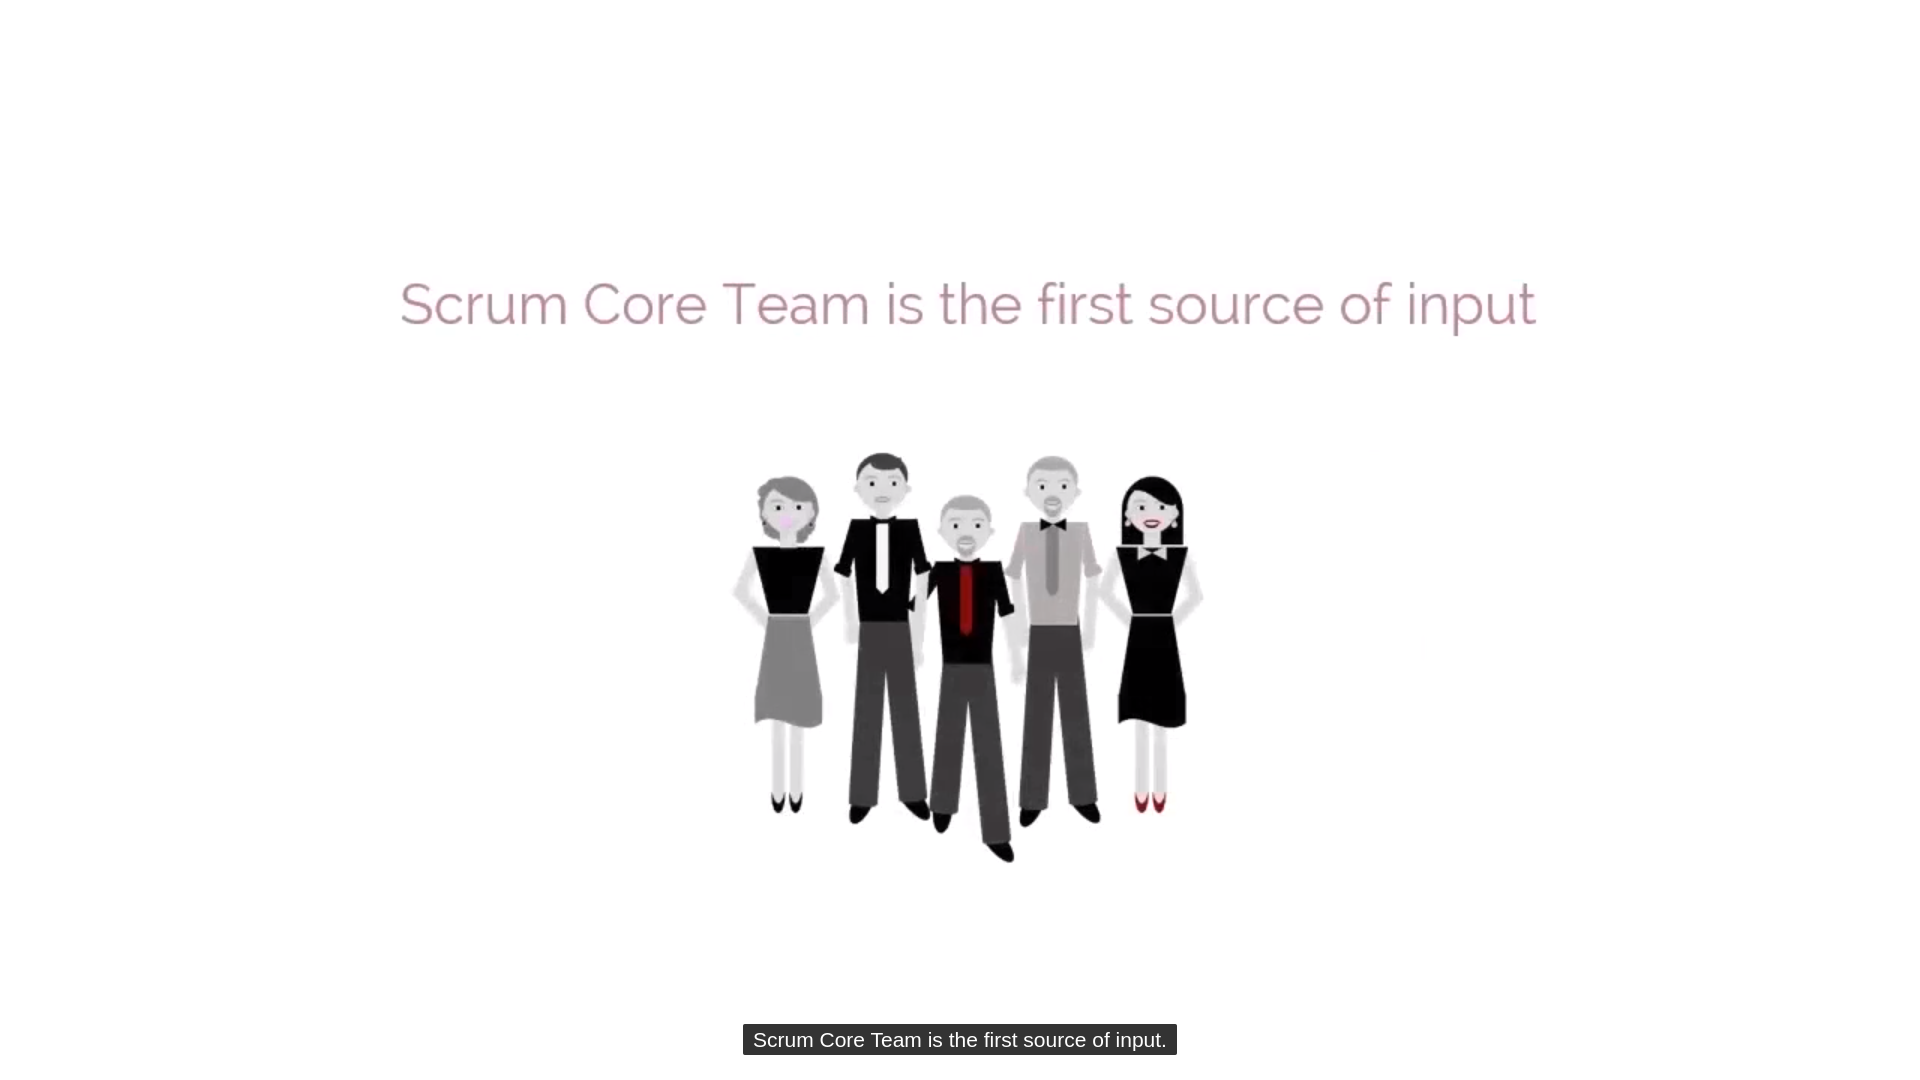 Scrum Core Team is the first source of input
Scrum Core Team is the first source of input.